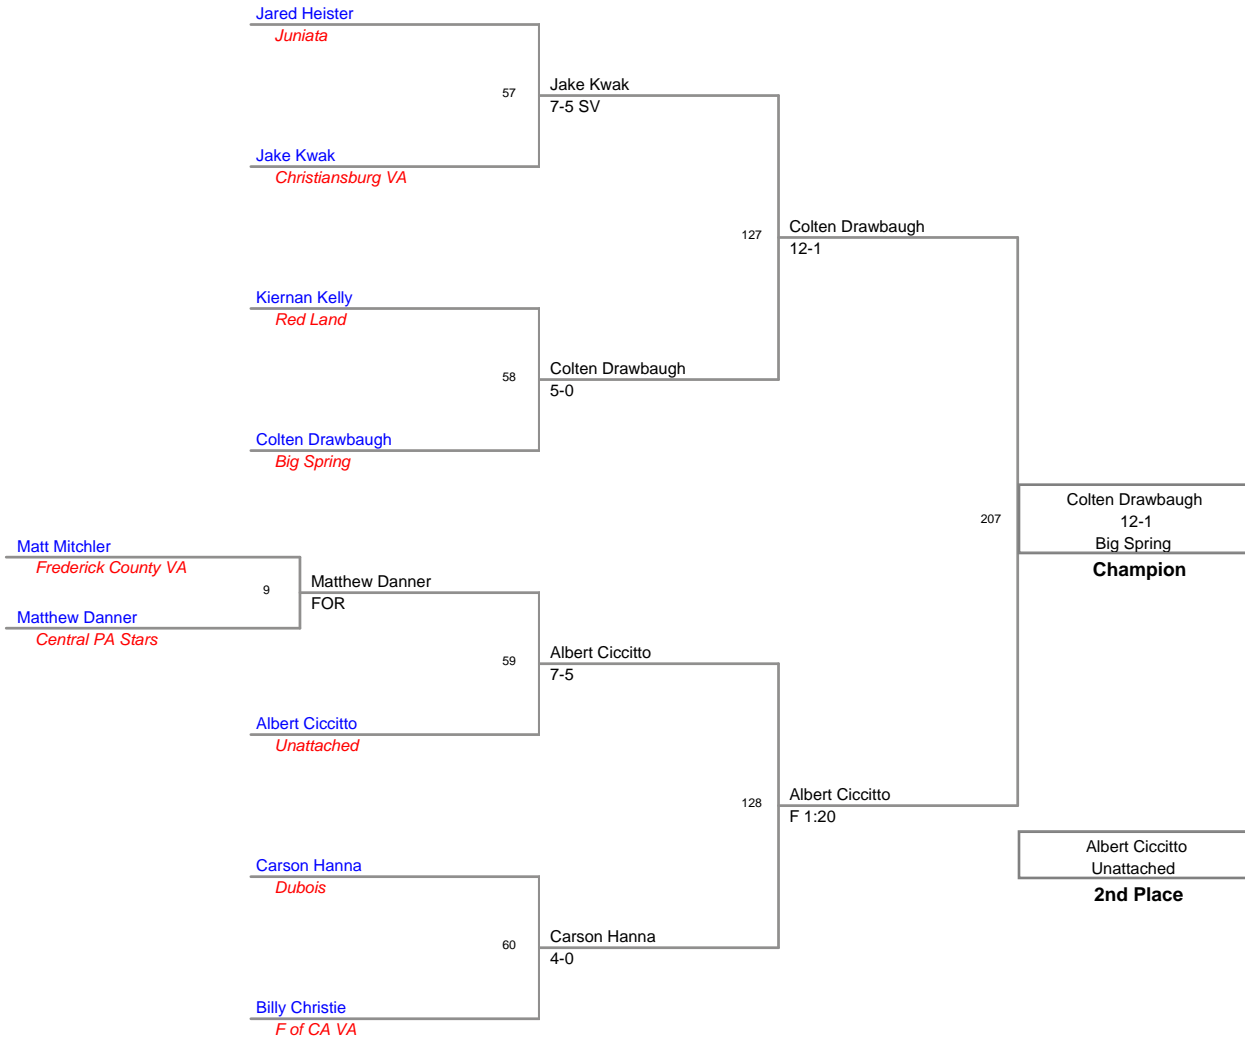 Jared Heister
Juniata
57
Jake Kwak
7-5 SV
Jake Kwak
Christiansburg VA
127
Colten Drawbaugh
12-1
Kiernan Kelly
Red Land
58
Colten Drawbaugh
5-0
Colten Drawbaugh
Big Spring
207
Colten Drawbaugh
12-1
Big Spring
Champion
Matt Mitchler
Frederick County VA
9
Matthew Danner
FOR
Matthew Danner
Central PA Stars
59
Albert Ciccitto
7-5
Albert Ciccitto
Unattached
128
Albert Ciccitto
F 1:20
Carson Hanna
Dubois
Albert Ciccitto
Unattached
2nd Place
60
Carson Hanna
4-0
Billy Christie
F of CA VA